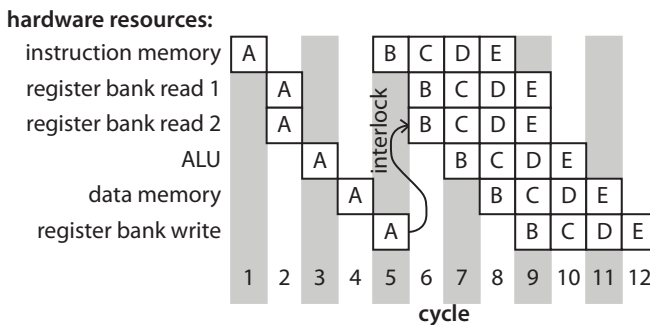 hardware resources:
instruction memory A B C D E
register bank read 1 A B C D E
register bank read 2 A B C D E
interlock
ALU A B C D E
data memory A B C D E
register bank write A B C D E
1 2 3 4 5 6 7 8 9 10 11 12
cycle